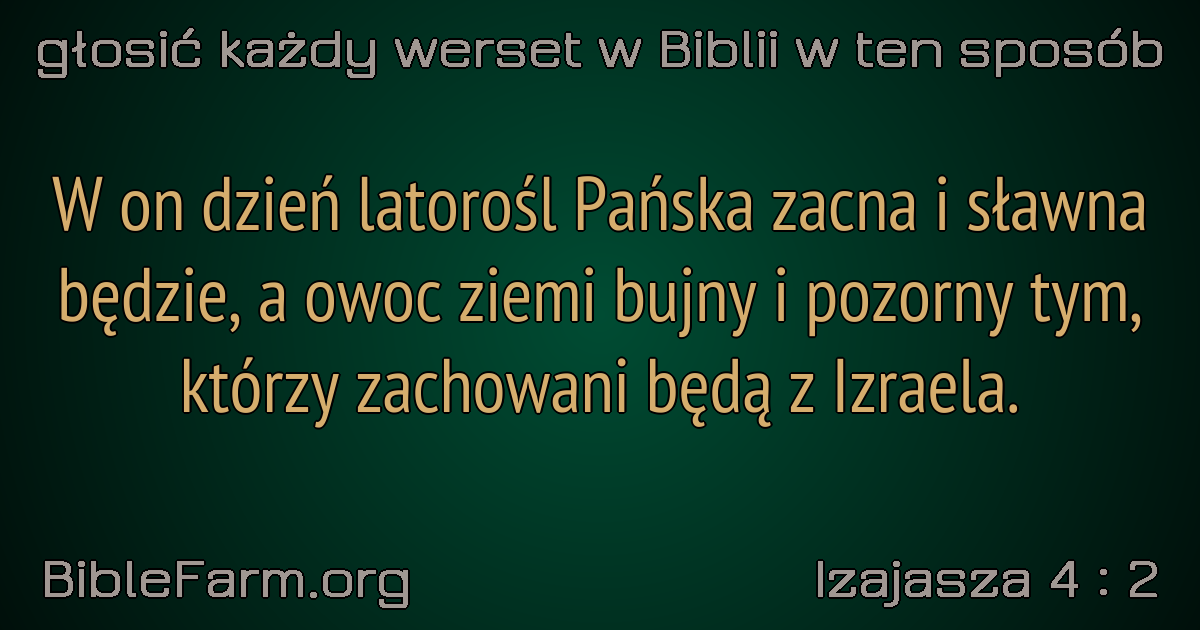 głosić każdy werset w Biblii w ten sposób
W on dzień latorośl Pańska zacna i sławna
będzie, a owoc ziemi bujny i pozorny tym,
którzy zachowani będą z Izraela.
BibleFarm.org
Izajasza 4 : 2